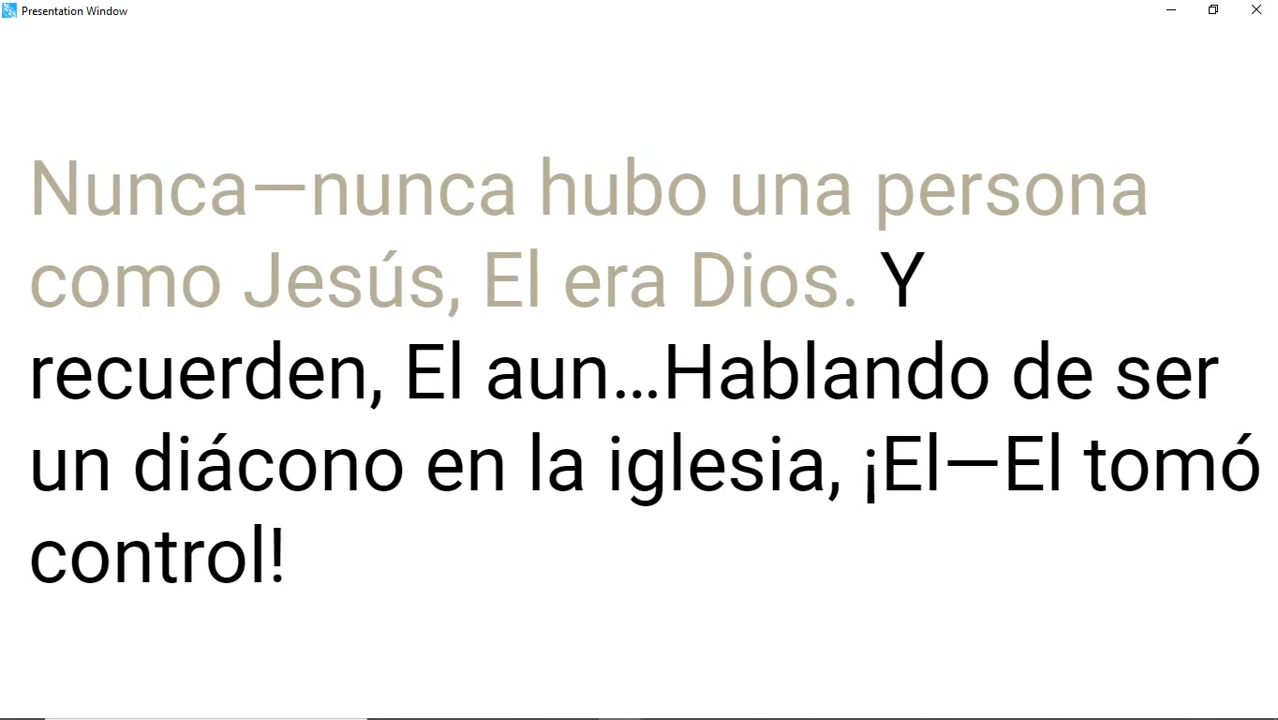 Presentation Window
Nunca—nunca hubo una persona
como Jesús, El era Dios. Y
recuerden, El aun...Hablando de ser
un diácono en la iglesia, ¡El—El tomó
control!